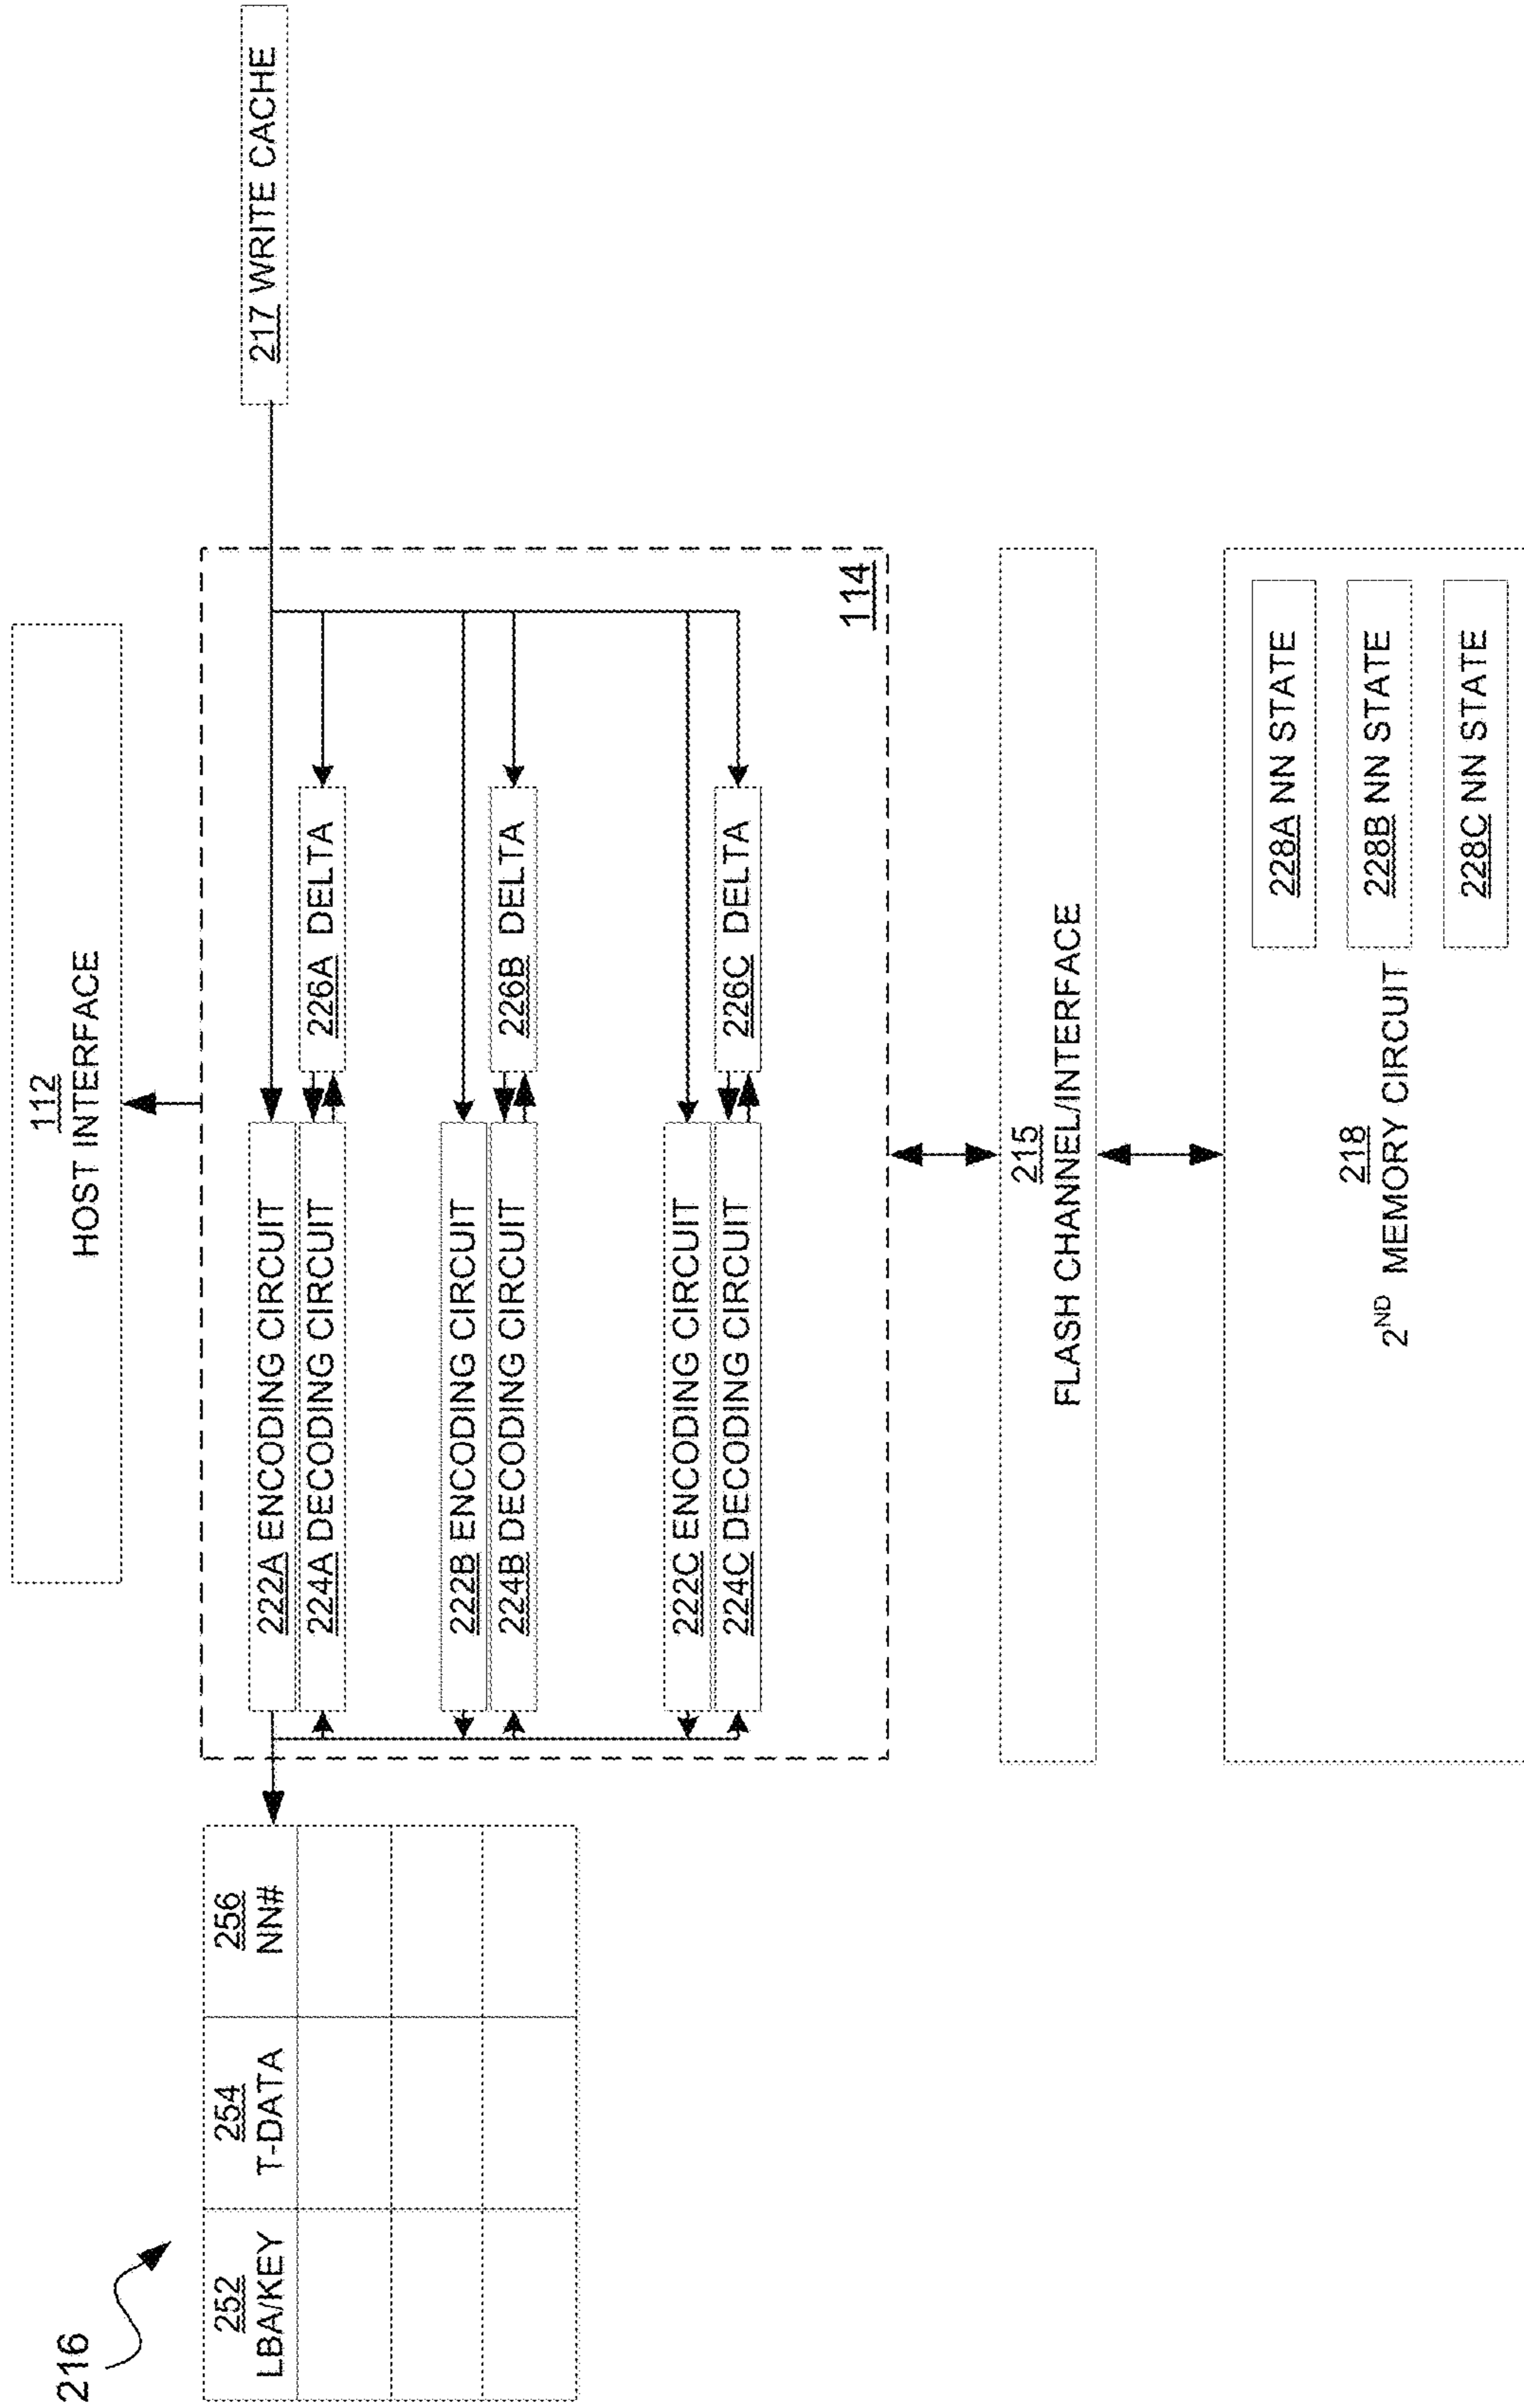 216
252
LBA/KEY
254
T-DATA
256
NN#
112
HOST INTERFACE
217 WRITE CACHE
222A ENCODING CIRCUIT
224A DECODING CIRCUIT
226A DELTA
222B ENCODING CIRCUIT
224B DECODING CIRCUIT
226B DELTA
222C ENCODING CIRCUIT
224C DECODING CIRCUIT
226C DELTA
114
215
FLASH CHANNEL/INTERFACE
218
2ND MEMORY CIRCUIT
228A NN STATE
228B NN STATE
228C NN STATE